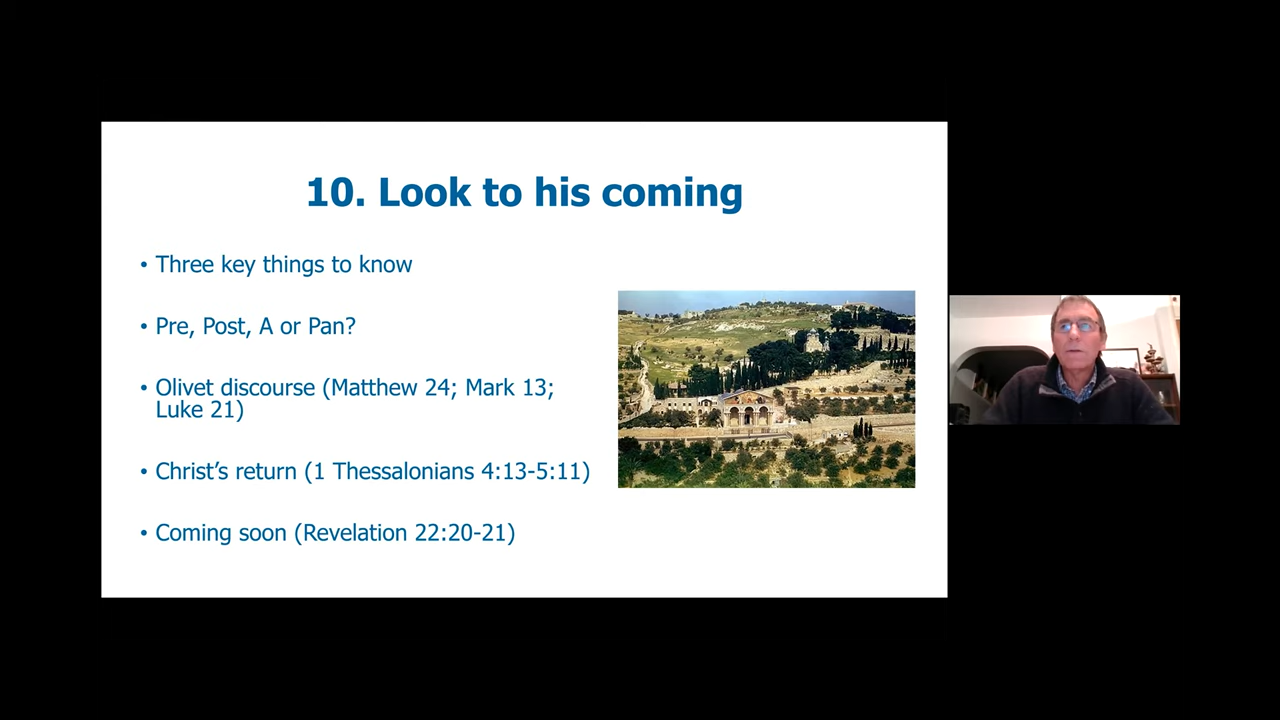 10. Look to his coming
• Three key things to know
• Pre, Post, A or Pan?
• Olivet discourse (Matthew 24; Mark 13;
Luke 21)
• Christ’s return (1 Thessalonians 4:13-5:11)
• Coming soon (Revelation 22:20-21)